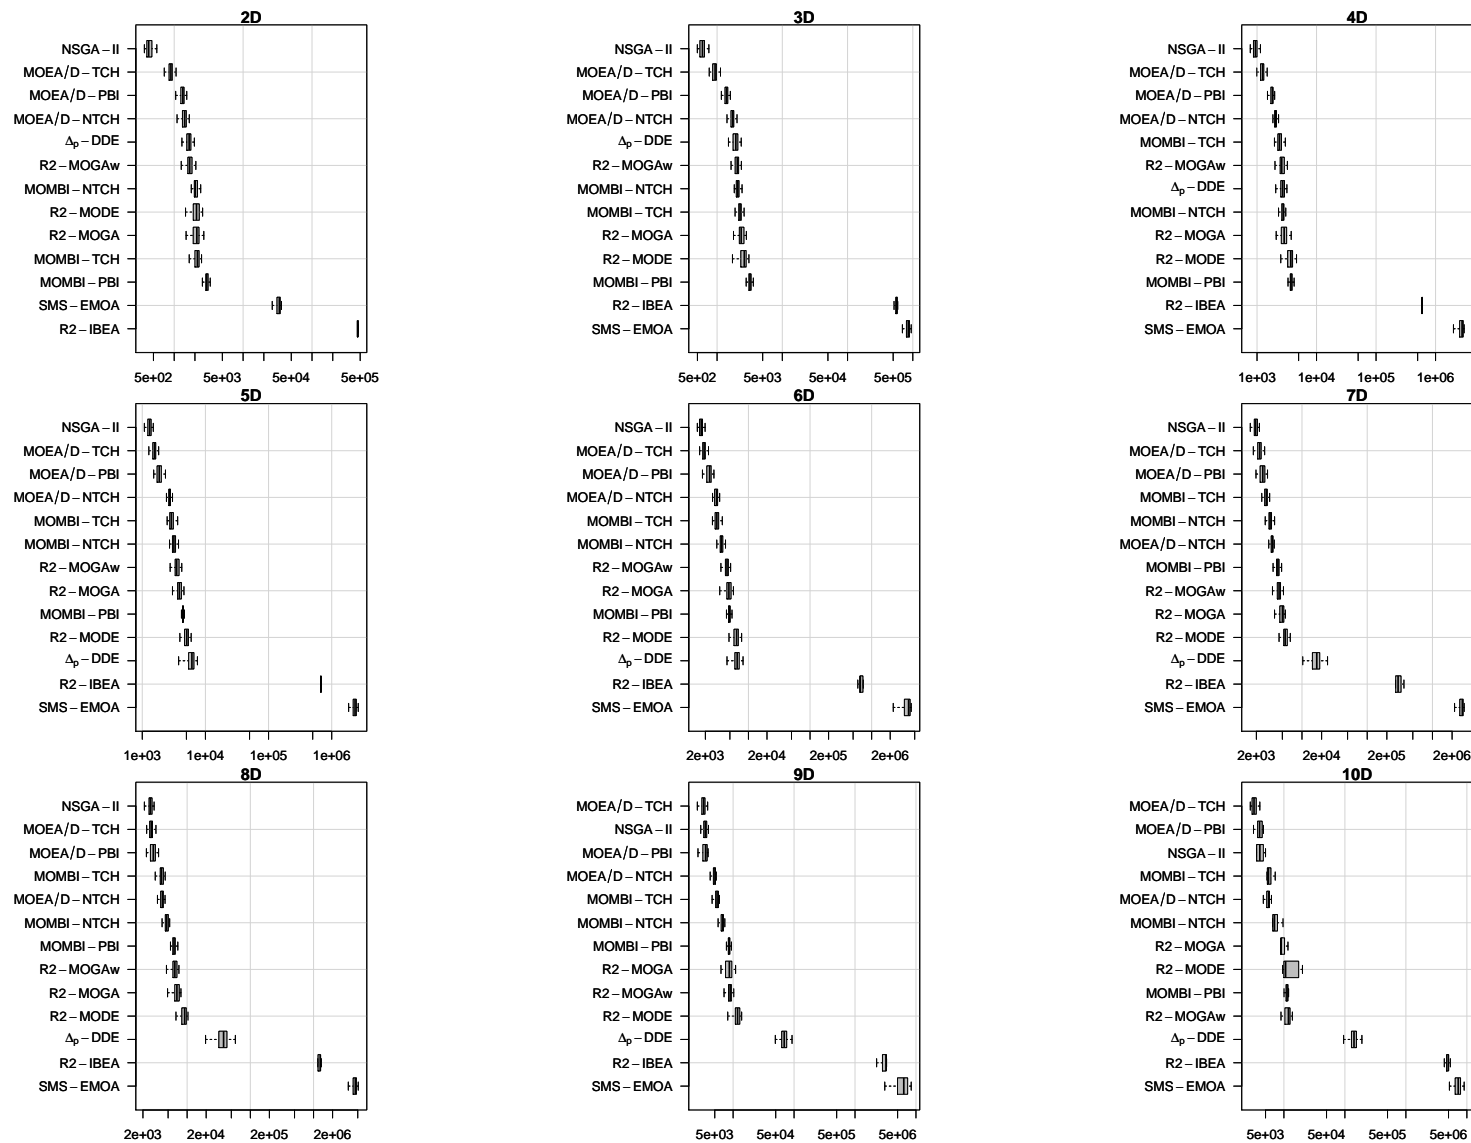 2D
NSGA−II
MOEA/D−TCH
MOEA/D−PBI
MOEA/D−NTCH
Δp−DDE
R2−MOGAw
MOMBI−NTCH
R2−MODE
R2−MOGA
MOMBI−TCH
MOMBI−PBI
SMS−EMOA
R2−IBEA
5e+02 5e+03 5e+04 5e+05
3D
NSGA−II
MOEA/D−TCH
MOEA/D−PBI
MOEA/D−NTCH
Δp−DDE
R2−MOGAw
MOMBI−NTCH
MOMBI−TCH
R2−MOGA
R2−MODE
MOMBI−PBI
R2−IBEA
SMS−EMOA
5e+02 5e+03 5e+04 5e+05
4D
NSGA−II
MOEA/D−TCH
MOEA/D−PBI
MOEA/D−NTCH
MOMBI−TCH
R2−MOGAw
Δp−DDE
MOMBI−NTCH
R2−MOGA
R2−MODE
MOMBI−PBI
R2−IBEA
SMS−EMOA
1e+03 1e+04 1e+05 1e+06
5D
NSGA−II
MOEA/D−TCH
MOEA/D−PBI
MOEA/D−NTCH
MOMBI−TCH
MOMBI−NTCH
R2−MOGAw
R2−MOGA
MOMBI−PBI
R2−MODE
Δp−DDE
R2−IBEA
SMS−EMOA
1e+03 1e+04 1e+05 1e+06
6D
NSGA−II
MOEA/D−TCH
MOEA/D−PBI
MOEA/D−NTCH
MOMBI−TCH
MOMBI−NTCH
R2−MOGAw
R2−MOGA
MOMBI−PBI
R2−MODE
Δp−DDE
R2−IBEA
SMS−EMOA
2e+03 2e+04 2e+05 2e+06
7D
NSGA−II
MOEA/D−TCH
MOEA/D−PBI
MOMBI−TCH
MOMBI−NTCH
MOEA/D−NTCH
MOMBI−PBI
R2−MOGAw
R2−MOGA
R2−MODE
Δp−DDE
R2−IBEA
SMS−EMOA
2e+03 2e+04 2e+05 2e+06
8D
NSGA−II
MOEA/D−TCH
MOEA/D−PBI
MOMBI−TCH
MOEA/D−NTCH
MOMBI−NTCH
MOMBI−PBI
R2−MOGAw
R2−MOGA
R2−MODE
Δp−DDE
R2−IBEA
SMS−EMOA
2e+03 2e+04 2e+05 2e+06
9D
MOEA/D−TCH
NSGA−II
MOEA/D−PBI
MOEA/D−NTCH
MOMBI−TCH
MOMBI−NTCH
MOMBI−PBI
R2−MOGA
R2−MOGAw
R2−MODE
Δp−DDE
R2−IBEA
SMS−EMOA
5e+03 5e+04 5e+05 5e+06
10D
MOEA/D−TCH
MOEA/D−PBI
NSGA−II
MOMBI−TCH
MOEA/D−NTCH
MOMBI−NTCH
R2−MOGA
R2−MODE
MOMBI−PBI
R2−MOGAw
Δp−DDE
R2−IBEA
SMS−EMOA
5e+03 5e+04 5e+05 5e+06